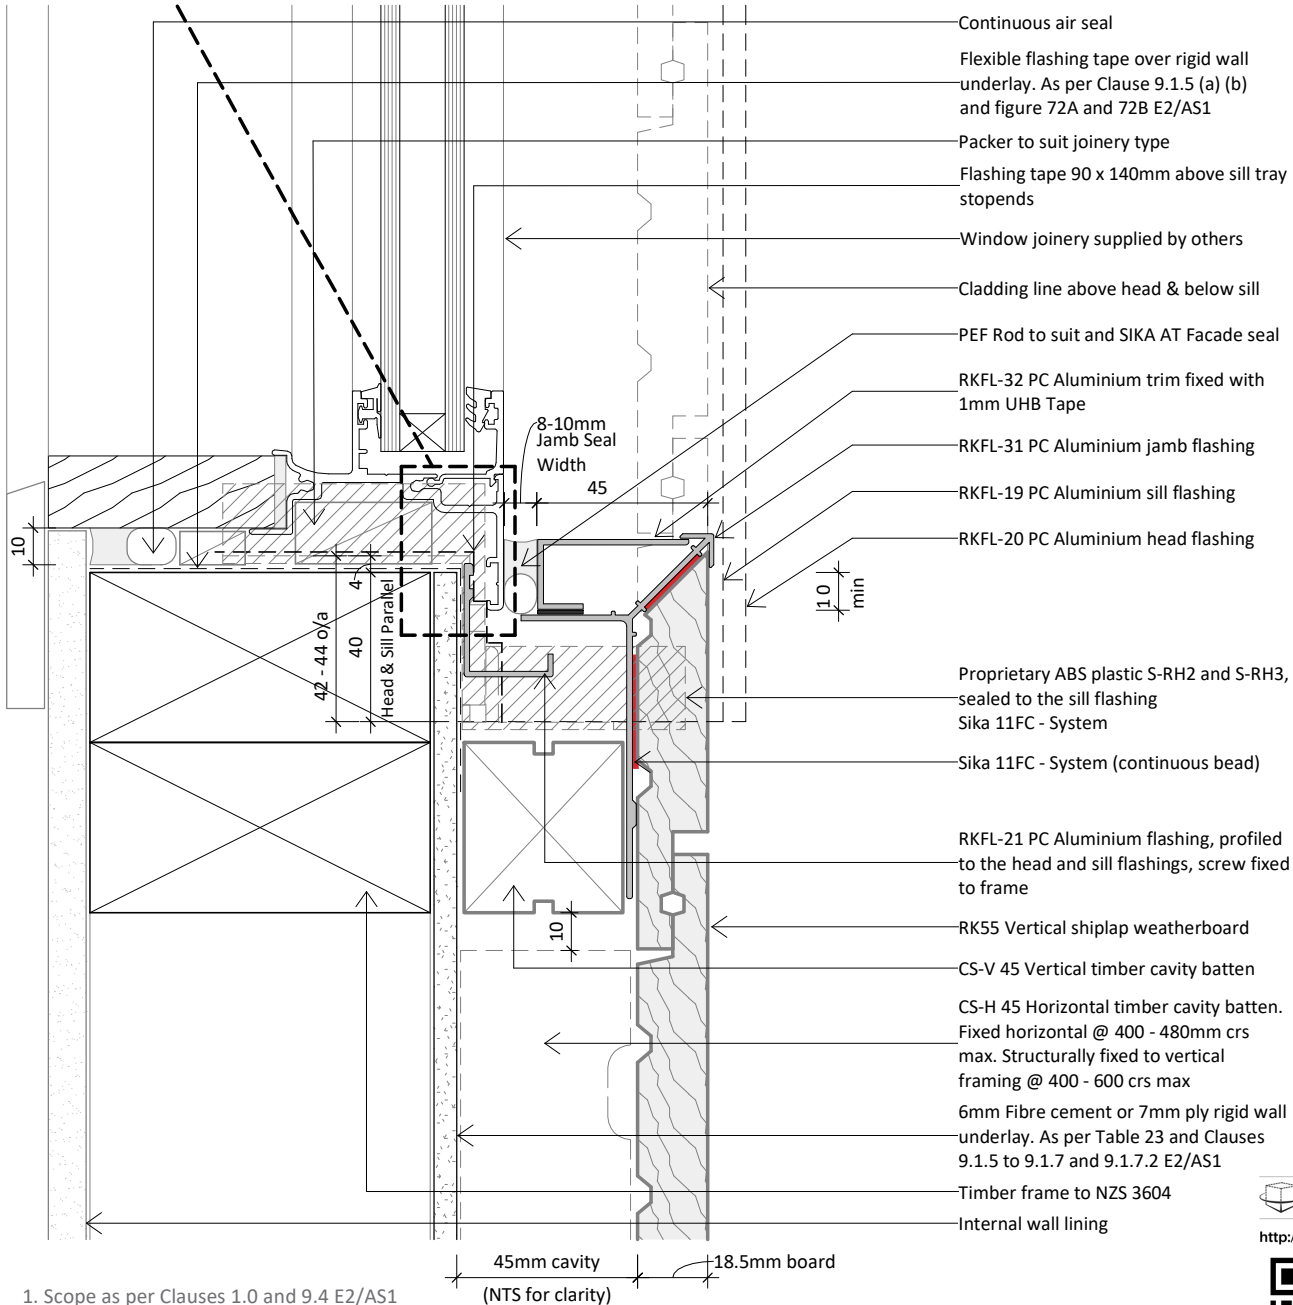 Continuous air seal
Flexible flashing tape over rigid wall
underlay. As per Clause 9.1.5 (a) (b)
and figure 72A and 72B E2/AS1
Packer to suit joinery type
Flashing tape 90 x 140mm above sill tray
stopends
Window joinery supplied by others
Cladding line above head & below sill
PEF Rod to suit and SIKA AT Facade seal
RKFL-32 PC Aluminium trim fixed with
1mm UHB Tape
RKFL-31 PC Aluminium jamb flashing
RKFL-19 PC Aluminium sill flashing
RKFL-20 PC Aluminium head flashing
8-10mm
Jamb Seal
Width
45
10
4
42 - 44 o/a
40
Head & Sill Parallel
10
min
Proprietary ABS plastic S-RH2 and S-RH3,
sealed to the sill flashing
Sika 11FC - System
Sika 11FC - System (continuous bead)
RKFL-21 PC Aluminium flashing, profiled
to the head and sill flashings, screw fixed
to frame
RK55 Vertical shiplap weatherboard
10
CS-V 45 Vertical timber cavity batten
CS-H 45 Horizontal timber cavity batten.
Fixed horizontal @ 400 - 480mm crs
max. Structurally fixed to vertical
framing @ 400 - 600 crs max
6mm Fibre cement or 7mm ply rigid wall
underlay. As per Table 23 and Clauses
9.1.5 to 9.1.7 and 9.1.7.2 E2/AS1
Timber frame to NZS 3604
Internal wall lining
http:/
45mm cavity
18.5mm board
(NTS for clarity)
1. Scope as per Clauses 1.0 and 9.4 E2/AS1